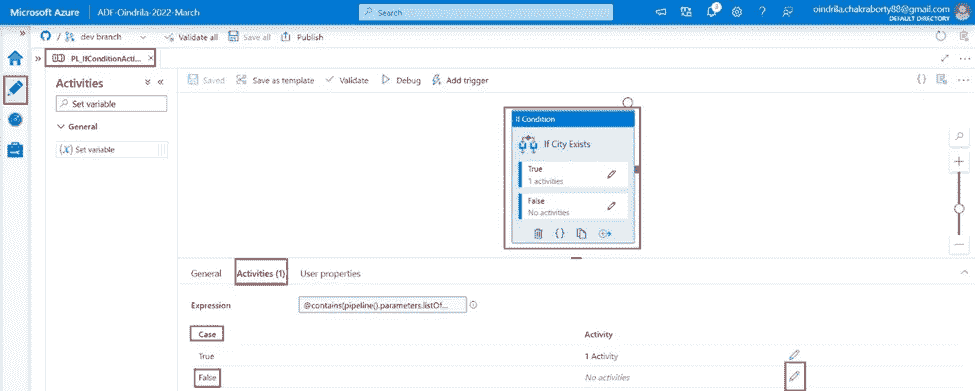 Microsoft Azure ADF-Oindrila-2022-March Search oindrila.chakraborty88@gmail.com
DEFAULT DIRECTORY
dev branch Validate all Save all Publish
PL_IfConditionActi...
Activities
Saved Save as template Validate Debug Add trigger
Set variable
General
Set variable
If Condition
If City Exists
True
1 activities
False
No activities
General Activities (1) User properties
Expression @contains(pipeline().parameters.listOf...
Case Activity
True 1 Activity
False No activities